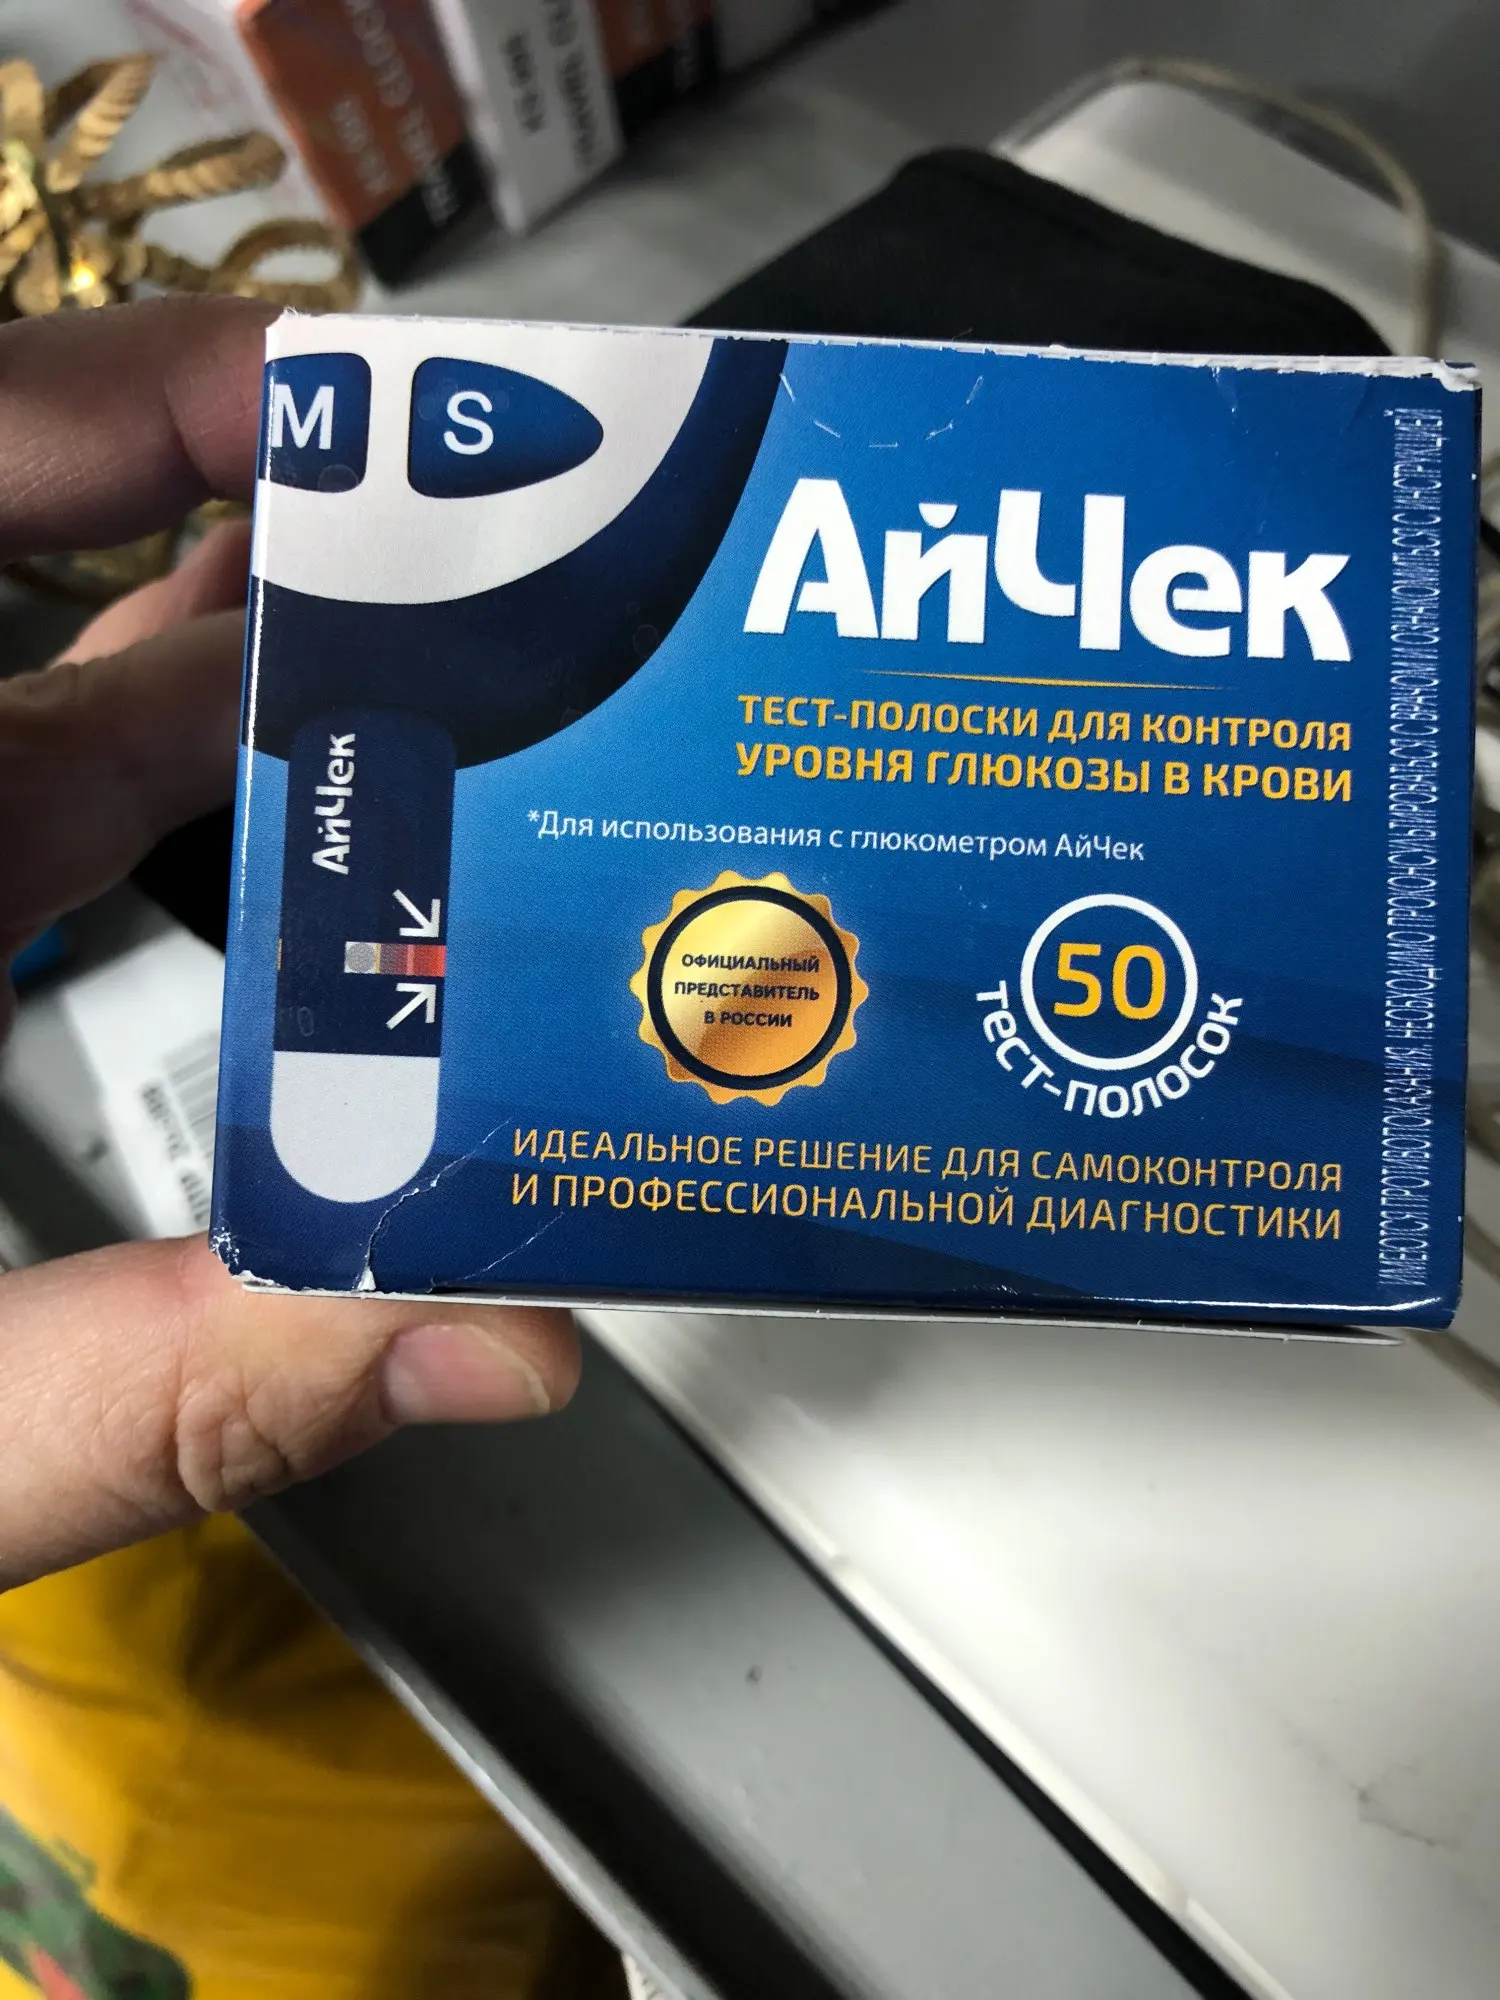 M S
АйЧек
ТЕСТ-ПОЛОСКИ ДЛЯ КОНТРОЛЯ
УРОВНЯ ГЛЮКОЗЫ В КРОВИ
*Для использования с глюкометром АйЧек
АйЧек
ОФИЦИАЛЬНЫЙ
ПРЕДСТАВИТЕЛЬ
В РОССИИ
50
ТЕСТ-ПОЛОСОК
ИДЕАЛЬНОЕ РЕШЕНИЕ ДЛЯ САМОКОНТРОЛЯ
И ПРОФЕССИОНАЛЬНОЙ ДИАГНОСТИКИ
ИМЕЮТСЯ ПРОТИВОПОКАЗАНИЯ. НЕОБХОДИМО ПРОКОНСУЛЬТИРОВАТЬСЯ С ВРАЧОМ И ОЗНАКОМИТЬСЯ С ИНСТРУКЦИЕЙ